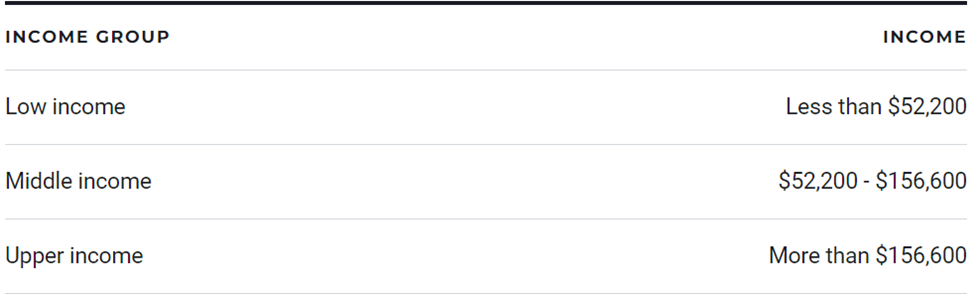 INCOME GROUP INCOME
Low income Less than $52,200
Middle income $52,200 - $156,600
Upper income More than $156,600